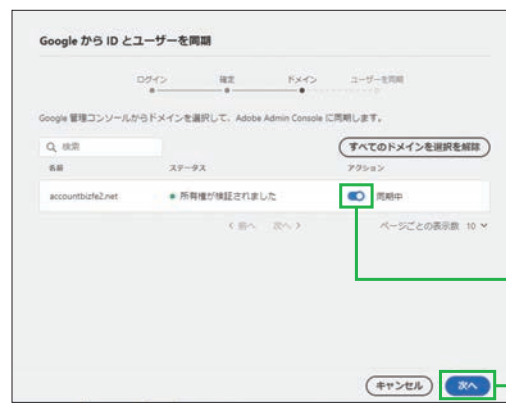 Google から ID とユーザーを同期
ログイン 確定 ドメイン ユーザーを同期
Google 管理コンソールからドメインを選択して、Adobe Admin Console に同期します。
検索 すべてのドメインを選択を解除
名前 ステータス アクション
accountbizfe2.net 所有権が検証されました 同期中
< 前へ 次へ > ページごとの表示数 10
キャンセル 次へ